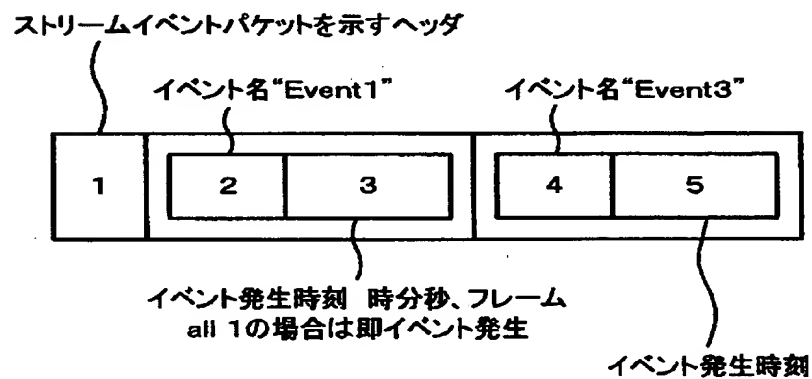 ストリームイベントパケットを示すヘッダ
イベント名“Event1”
イベント名“Event3”
1
2
3
4
5
イベント発生時刻 時分秒、フレーム
all 1の場合は即イベント発生
イベント発生時刻